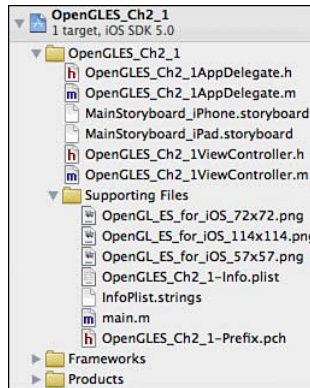 OpenGLES_Ch2_1
1 target, iOS SDK 5.0
OpenGLES_Ch2_1
h OpenGLES_Ch2_1AppDelegate.h
m OpenGLES_Ch2_1AppDelegate.m
MainStoryboard_iPhone.storyboard
MainStoryboard_iPad.storyboard
h OpenGLES_Ch2_1ViewController.h
m OpenGLES_Ch2_1ViewController.m
Supporting Files
OpenGL_ES_for_iOS_72x72.png
OpenGL_ES_for_iOS_114x114.png
OpenGL_ES_for_iOS_57x57.png
OpenGLES_Ch2_1-Info.plist
InfoPlist.strings
m main.m
h OpenGLES_Ch2_1-Prefix.pch
Frameworks
Products